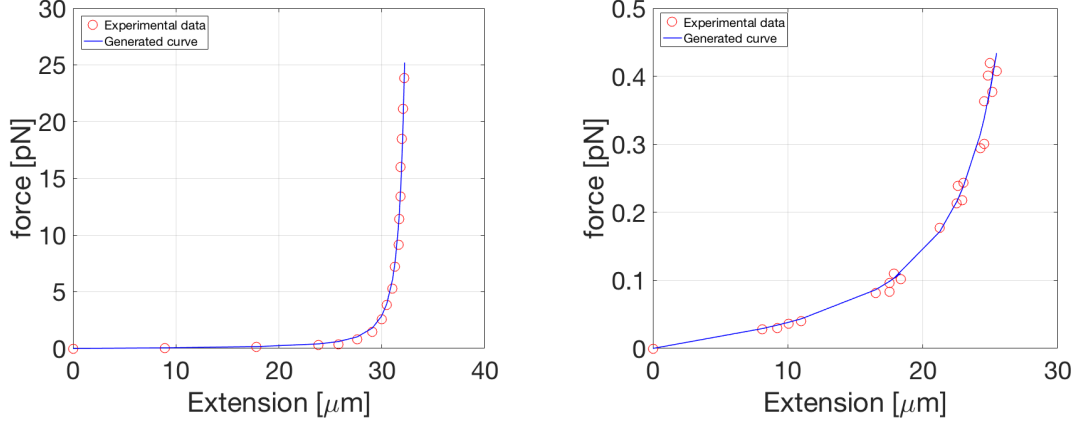 30
25
20
15
10
5
0
force [pN]
Experimental data
Generated curve
0
10
20
30
40
Extension [μm]
0.5
0.4
0.3
0.2
0.1
0
force [pN]
Experimental data
Generated curve
0
10
20
30
Extension [μm]